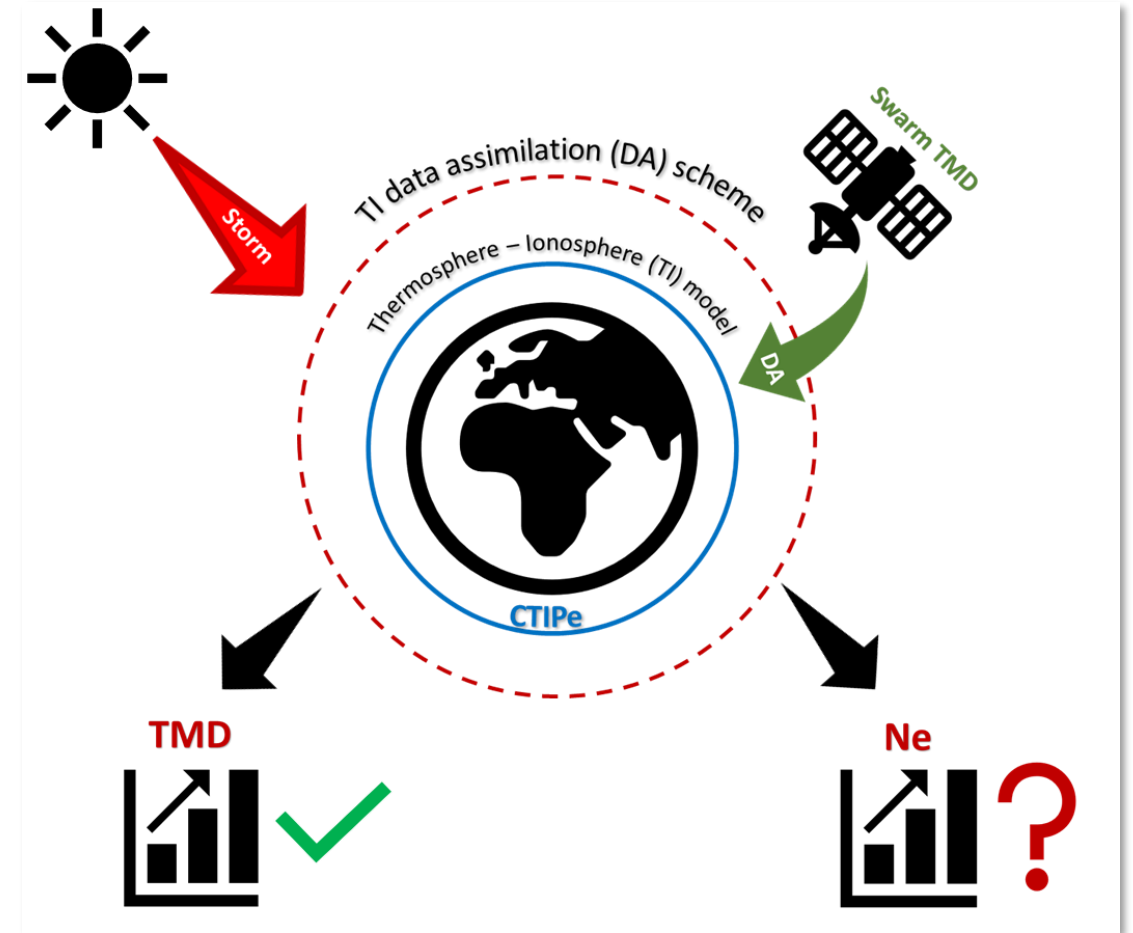 Storm
Swarm TMD
TI data assimilation (DA) scheme
Thermosphere – Ionosphere (TI) model
DA
CTIPe
TMD
Ne
?